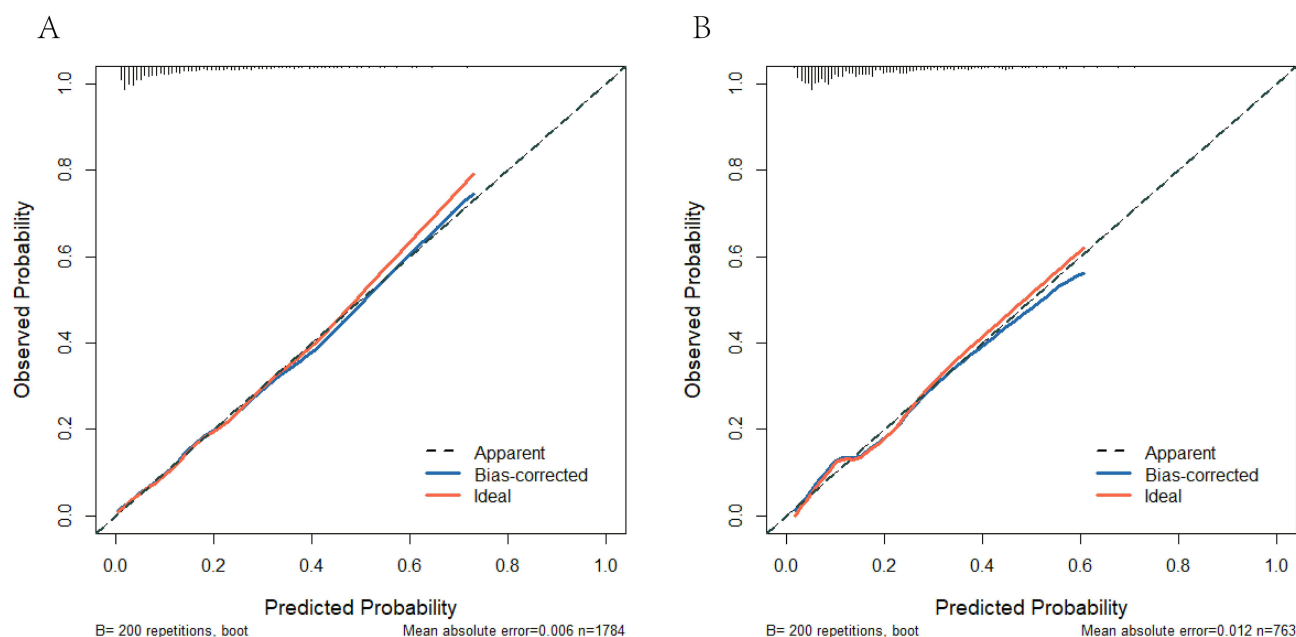 A
Observed Probability
1.0
0.8
0.6
0.4
0.2
0.0
Apparent
Bias-corrected
Ideal
0.0 0.2 0.4 0.6 0.8 1.0
Predicted Probability
B= 200 repetitions, boot Mean absolute error=0.006 n=1784
B
Observed Probability
1.0
0.8
0.6
0.4
0.2
0.0
Apparent
Bias-corrected
Ideal
0.0 0.2 0.4 0.6 0.8 1.0
Predicted Probability
B= 200 repetitions, boot Mean absolute error=0.012 n=763